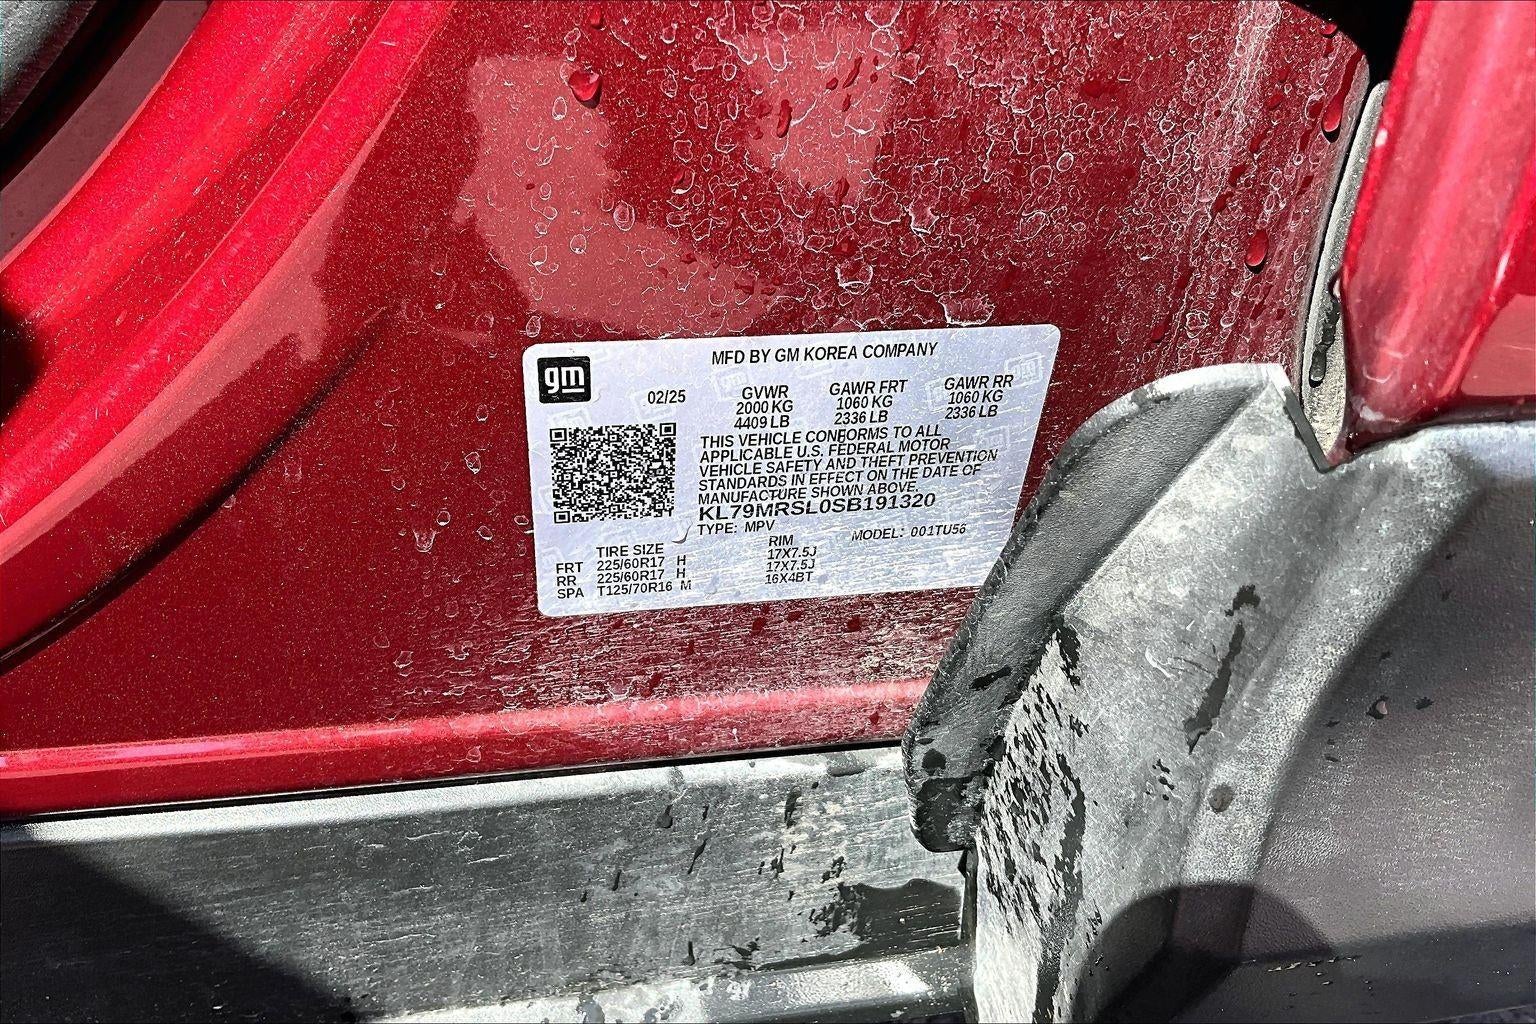 gm
MFD BY GM KOREA COMPANY
02/25 GVWR GAWR FRT GAWR RR
2000 KG 1060 KG 1060 KG
4409 LB 2336 LB 2336 LB
THIS VEHICLE CONFORMS TO ALL
APPLICABLE U.S. FEDERAL MOTOR
VEHICLE SAFETY AND THEFT PREVENTION
STANDARDS IN EFFECT ON THE DATE OF
MANUFACTURE SHOWN ABOVE.
KL79MRSL0SB191320
TYPE: MPV MODEL: 001TU56
TIRE SIZE RIM
FRT 225/60R17 H 17X7.5J
RR 225/60R17 H 17X7.5J
SPA T125/70R16 M 16X4BT